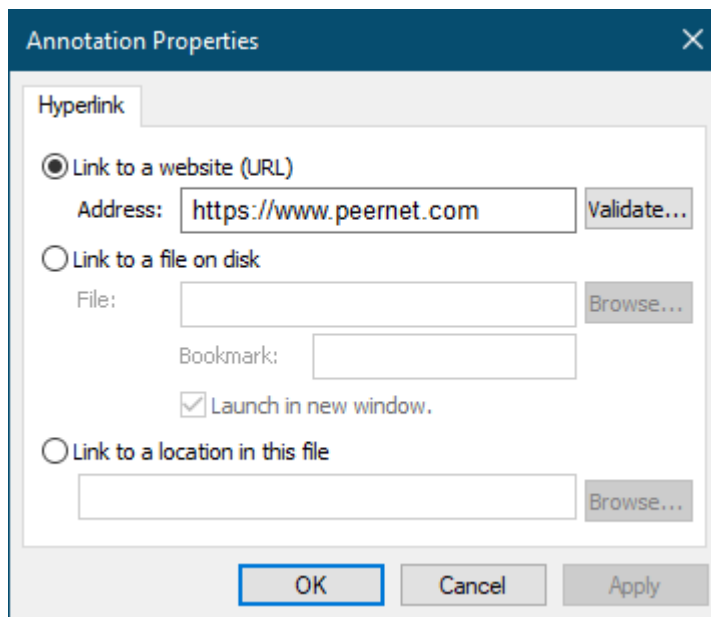 Annotation Properties
Hyperlink
Link to a website (URL)
Address: https://www.peernet.com Validate...
Link to a file on disk
File: Browse...
Bookmark:
Launch in new window.
Link to a location in this file
Browse...
OK Cancel Apply